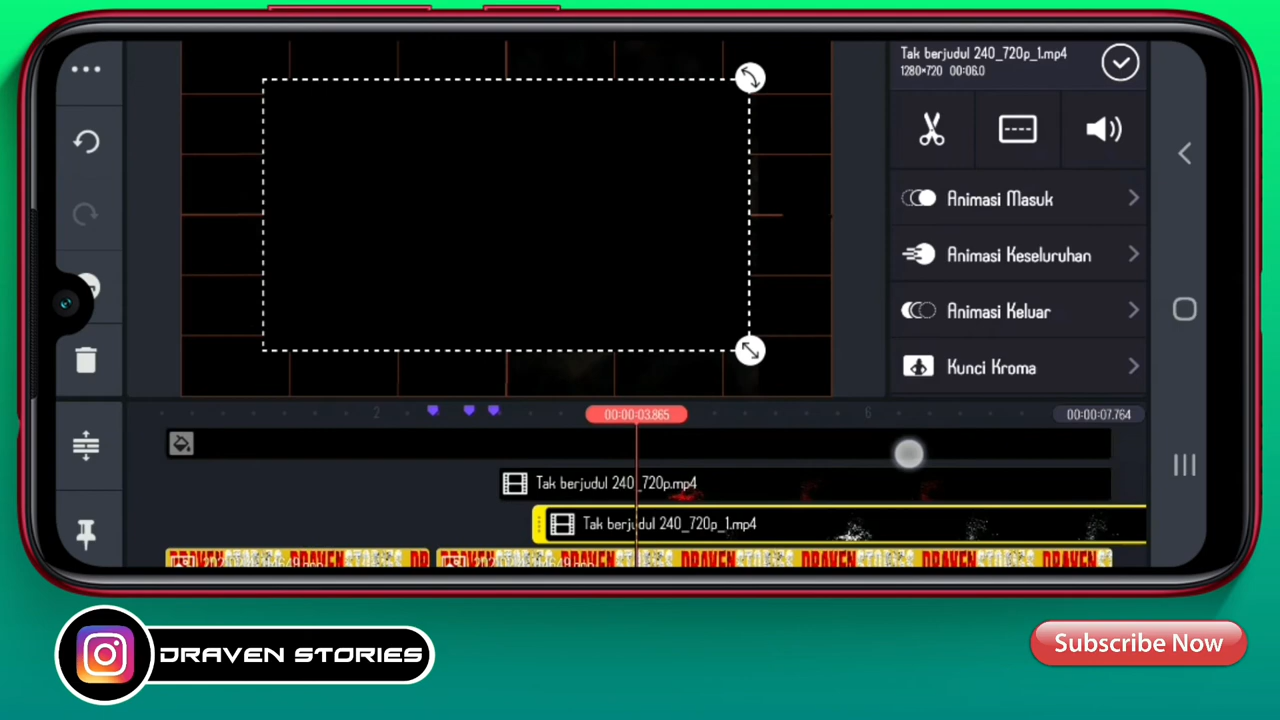 Tak berjudul 240_720p_1.mp4
1280×720 00:06.0
Animasi Masuk
Animasi Keseluruhan
Animasi Keluar
Kunci Kroma
2
00:00:03.865
6
00:00:07.764
Tak berjudul 240_720p.mp4
Tak berjudul 240_720p_1.mp4
DRAVEN STORIES
Subscribe Now